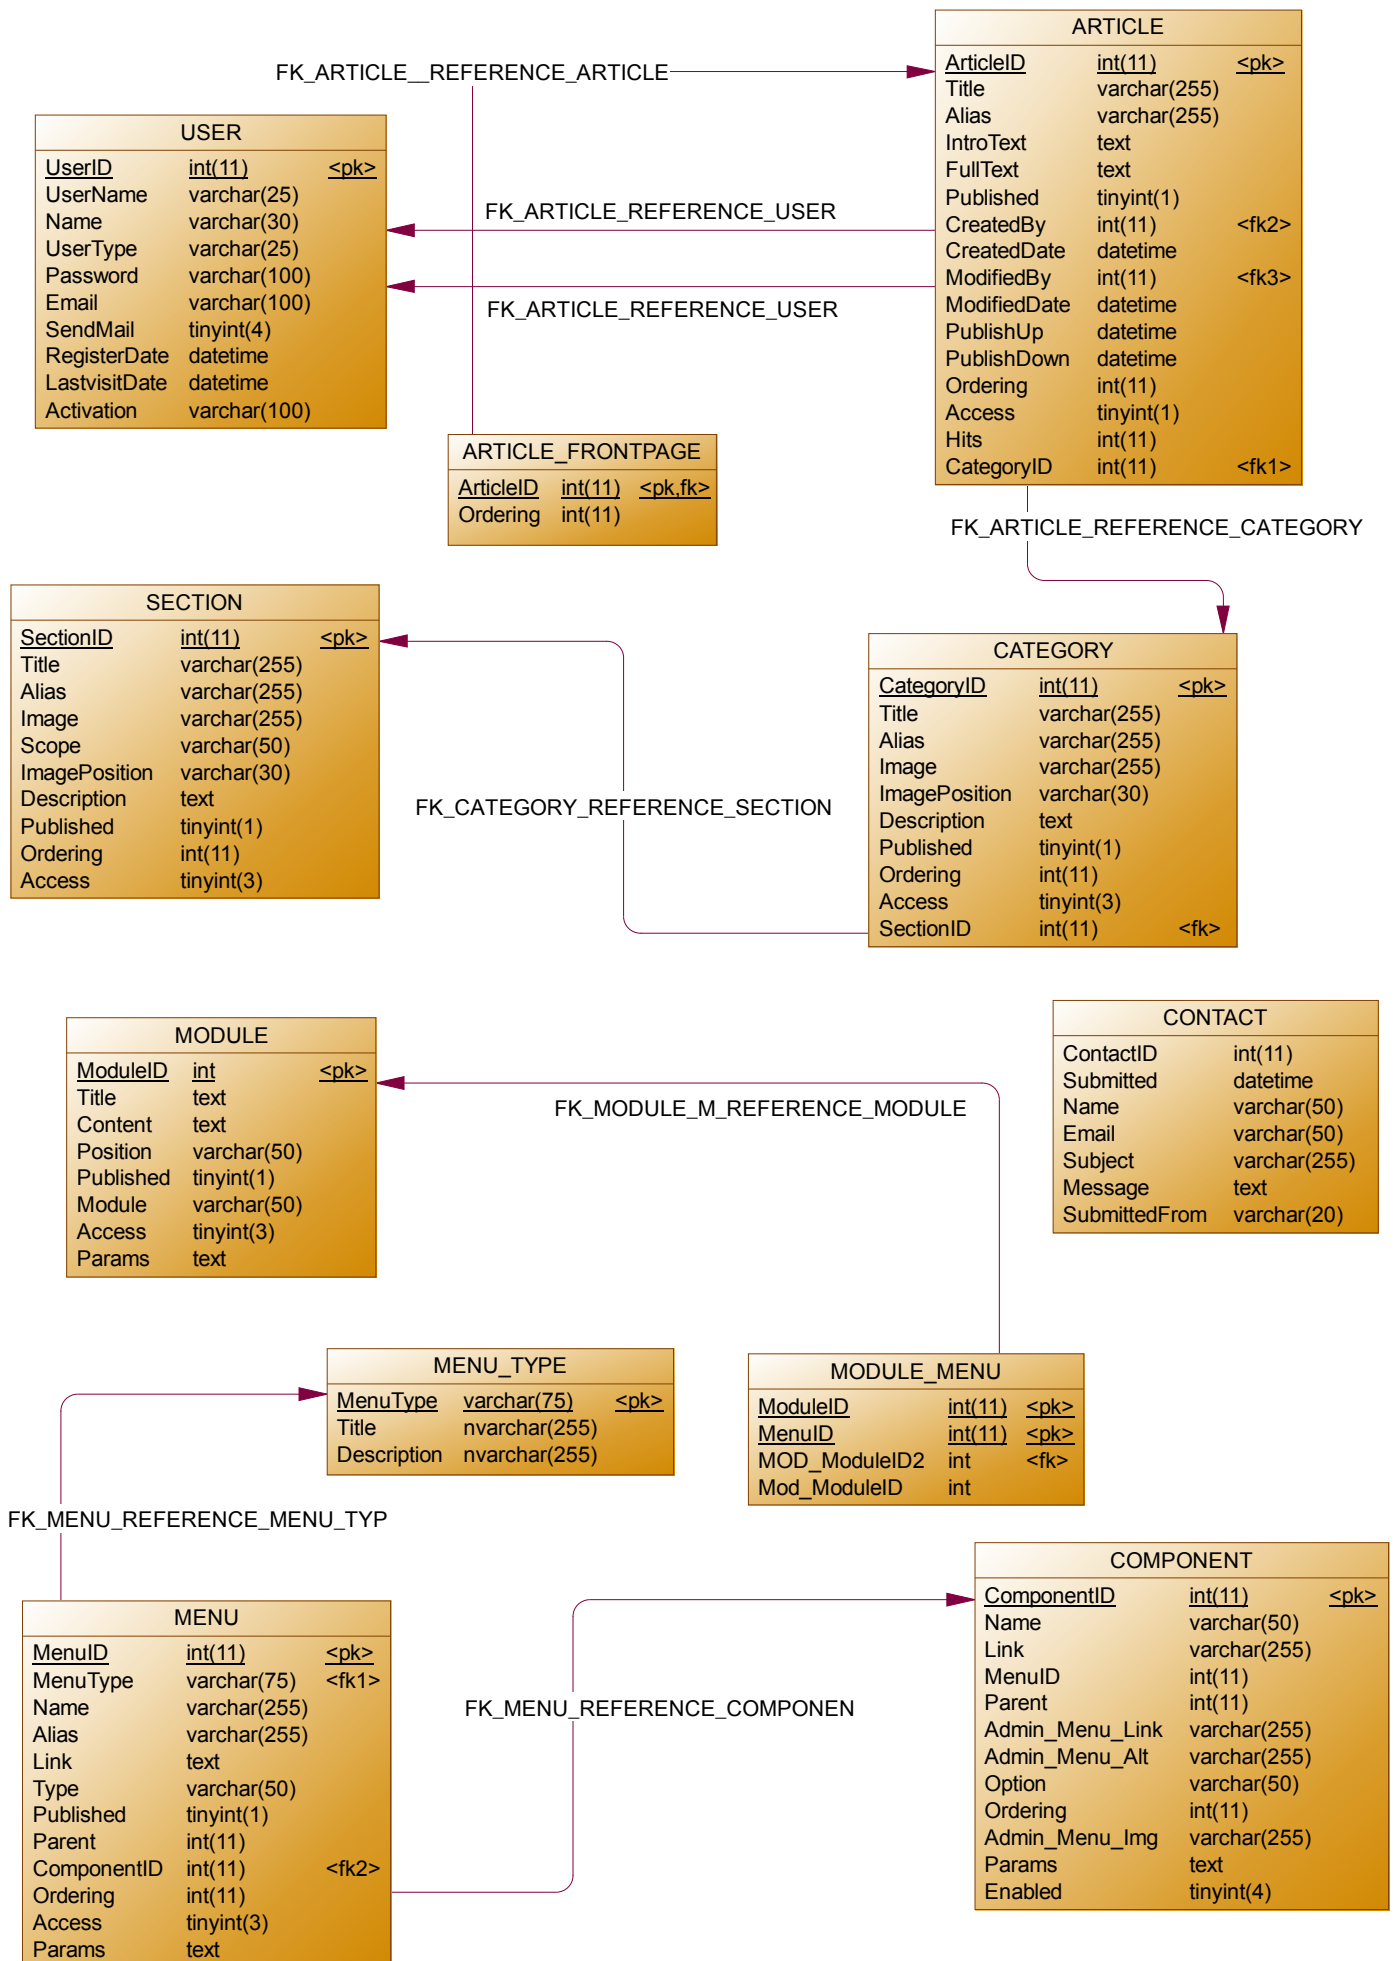 ARTICLE
ArticleID int(11) <pk>
Title varchar(255)
Alias varchar(255)
IntroText text
FullText text
Published tinyint(1)
CreatedBy int(11) <fk2>
CreatedDate datetime
ModifiedBy int(11) <fk3>
ModifiedDate datetime
PublishUp datetime
PublishDown datetime
Ordering int(11)
Access tinyint(1)
Hits int(11)
CategoryID int(11) <fk1>
FK_ARTICLE__REFERENCE_ARTICLE
USER
UserID int(11) <pk>
UserName varchar(25)
Name varchar(30)
UserType varchar(25)
Password varchar(100)
Email varchar(100)
SendMail tinyint(4)
RegisterDate datetime
LastvisitDate datetime
Activation varchar(100)
FK_ARTICLE_REFERENCE_USER
FK_ARTICLE_REFERENCE_USER
ARTICLE_FRONTPAGE
ArticleID int(11) <pk,fk>
Ordering int(11)
FK_ARTICLE_REFERENCE_CATEGORY
SECTION
SectionID int(11) <pk>
Title varchar(255)
Alias varchar(255)
Image varchar(255)
Scope varchar(50)
ImagePosition varchar(30)
Description text
Published tinyint(1)
Ordering int(11)
Access tinyint(3)
FK_CATEGORY_REFERENCE_SECTION
CATEGORY
CategoryID int(11) <pk>
Title varchar(255)
Alias varchar(255)
Image varchar(255)
ImagePosition varchar(30)
Description text
Published tinyint(1)
Ordering int(11)
Access tinyint(3)
SectionID int(11) <fk>
MODULE
ModuleID int <pk>
Title text
Content text
Position varchar(50)
Published tinyint(1)
Module varchar(50)
Access tinyint(3)
Params text
FK_MODULE_M_REFERENCE_MODULE
CONTACT
ContactID int(11)
Submitted datetime
Name varchar(50)
Email varchar(50)
Subject varchar(255)
Message text
SubmittedFrom varchar(20)
MENU_TYPE
MenuType varchar(75) <pk>
Title nvarchar(255)
Description nvarchar(255)
MODULE_MENU
ModuleID int(11) <pk>
MenuID int(11) <pk>
MOD_ModuleID2 int <fk>
Mod_ModuleID int
FK_MENU_REFERENCE_MENU_TYP
MENU
MenuID int(11) <pk>
MenuType varchar(75) <fk1>
Name varchar(255)
Alias varchar(255)
Link text
Type varchar(50)
Published tinyint(1)
Parent int(11)
ComponentID int(11) <fk2>
Ordering int(11)
Access tinyint(3)
Params text
FK_MENU_REFERENCE_COMPONEN
COMPONENT
ComponentID int(11) <pk>
Name varchar(50)
Link varchar(255)
MenuID int(11)
Parent int(11)
Admin_Menu_Link varchar(255)
Admin_Menu_Alt varchar(255)
Option varchar(50)
Ordering int(11)
Admin_Menu_Img varchar(255)
Params text
Enabled tinyint(4)